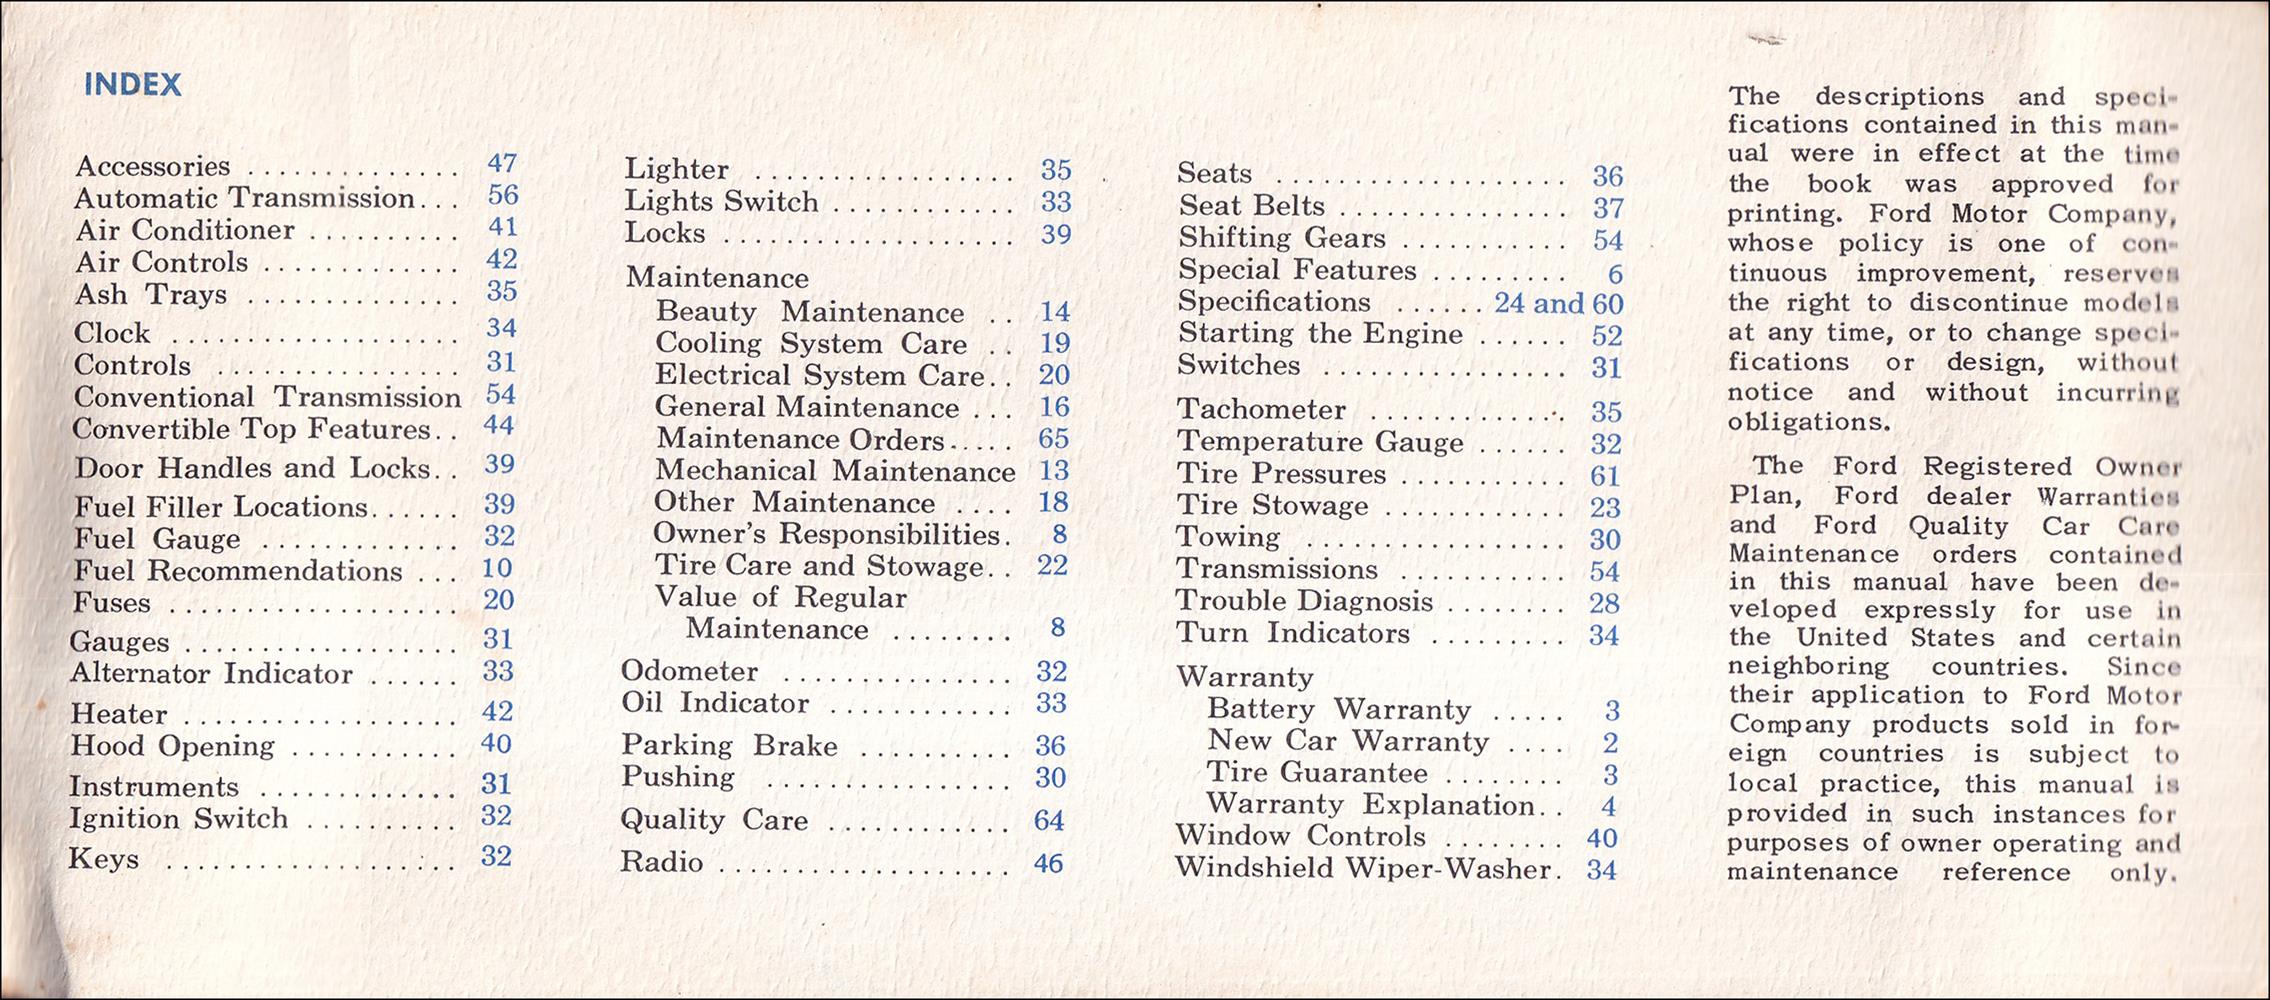 INDEX
Accessories .............. 47
Automatic Transmission... 56
Air Conditioner .......... 41
Air Controls ............. 42
Ash Trays .............. 35
Clock ................... 34
Controls ................ 31
Conventional Transmission 54
Convertible Top Features.. 44
Door Handles and Locks.. 39
Fuel Filler Locations...... 39
Fuel Gauge ............. 32
Fuel Recommendations ... 10
Fuses ................... 20
Gauges .................. 31
Alternator Indicator ...... 33
Heater .................. 42
Hood Opening ........... 40
Instruments ............. 31
Ignition Switch .......... 32
Keys ................... 32
Lighter ................. 35
Lights Switch ............ 33
Locks ................... 39
Maintenance
Beauty Maintenance .. 14
Cooling System Care .. 19
Electrical System Care.. 20
General Maintenance ... 16
Maintenance Orders..... 65
Mechanical Maintenance 13
Other Maintenance .... 18
Owner's Responsibilities. 8
Tire Care and Stowage.. 22
Value of Regular
Maintenance ........ 8
Odometer ............... 32
Oil Indicator ............ 33
Parking Brake .......... 36
Pushing ................ 30
Quality Care ............ 64
Radio ................... 46
Seats ................... 36
Seat Belts ............... 37
Shifting Gears ........... 54
Special Features ......... 6
Specifications ...... 24 and 60
Starting the Engine ...... 52
Switches ................ 31
Tachometer ............. 35
Temperature Gauge ...... 32
Tire Pressures ........... 61
Tire Stowage ............ 23
Towing ................. 30
Transmissions ........... 54
Trouble Diagnosis ........ 28
Turn Indicators ......... 34
Warranty
Battery Warranty ..... 3
New Car Warranty .... 2
Tire Guarantee ........ 3
Warranty Explanation.. 4
Window Controls ........ 40
Windshield Wiper-Washer. 34
The descriptions and speci-
fications contained in this man-
ual were in effect at the time
the book was approved for
printing. Ford Motor Company,
whose policy is one of con-
tinuous improvement, reserves
the right to discontinue models
at any time, or to change speci-
fications or design, without
notice and without incurring
obligations.
The Ford Registered Owner
Plan, Ford dealer Warranties
and Ford Quality Car Care
Maintenance orders contained
in this manual have been de-
veloped expressly for use in
the United States and certain
neighboring countries. Since
their application to Ford Motor
Company products sold in for-
eign countries is subject to
local practice, this manual is
provided in such instances for
purposes of owner operating and
maintenance reference only.